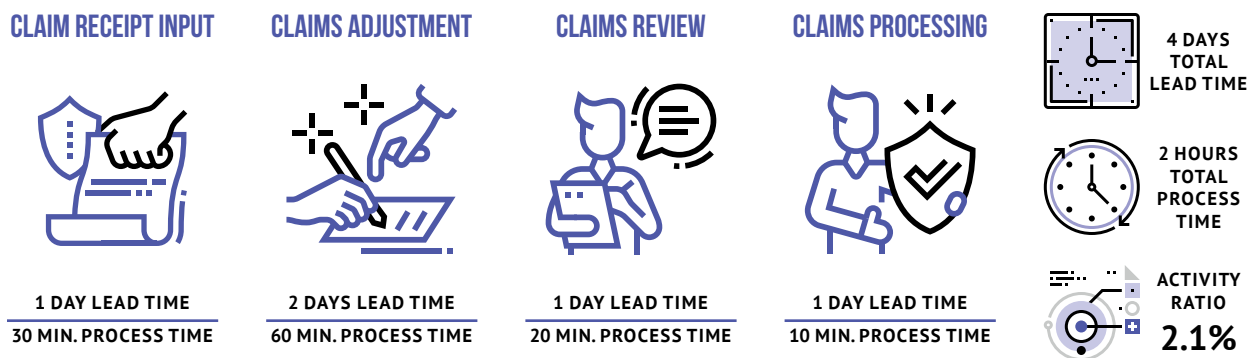 CLAIM RECEIPT INPUT
1 DAY LEAD TIME
30 MIN. PROCESS TIME
CLAIMS ADJUSTMENT
2 DAYS LEAD TIME
60 MIN. PROCESS TIME
CLAIMS REVIEW
1 DAY LEAD TIME
20 MIN. PROCESS TIME
CLAIMS PROCESSING
1 DAY LEAD TIME
10 MIN. PROCESS TIME
4 DAYS
TOTAL
LEAD TIME
2 HOURS
TOTAL
PROCESS
TIME
ACTIVITY
RATIO
2.1%